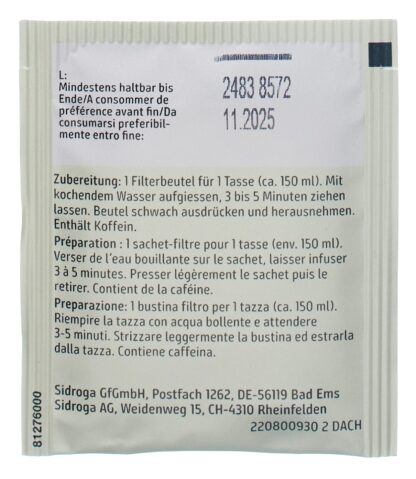 L:
2483 8572
Mindestens haltbar bis
Ende/A consommer de
préférence avant fin/Da
consumarsi preferibil-
mente entro fine:
11.2025
Zubereitung: 1 Filterbeutel für 1 Tasse (ca. 150 ml). Mit
kochendem Wasser aufgiessen, 3 bis 5 Minuten ziehen
lassen. Beutel schwach ausdrücken und herausnehmen.
Enthält Koffein.
Préparation : 1 sachet-filtre pour 1 tasse (env. 150 ml).
Verser de l'eau bouillante sur le sachet, laisser infuser
3 à 5 minutes. Presser légèrement le sachet puis le
retirer. Contient de la caféine.
Preparazione: 1 bustina filtro per 1 tazza (ca. 150 ml).
Riempire la tazza con acqua bollente e attendere
3-5 minuti. Strizzare leggermente la bustina ed estrarla
dalla tazza. Contiene caffeina.
Sidroga GfGmbH, Postfach 1262, DE-56119 Bad Ems
Sidroga AG, Weidenweg 15, CH-4310 Rheinfelden
220800930 2 DACH
81276000